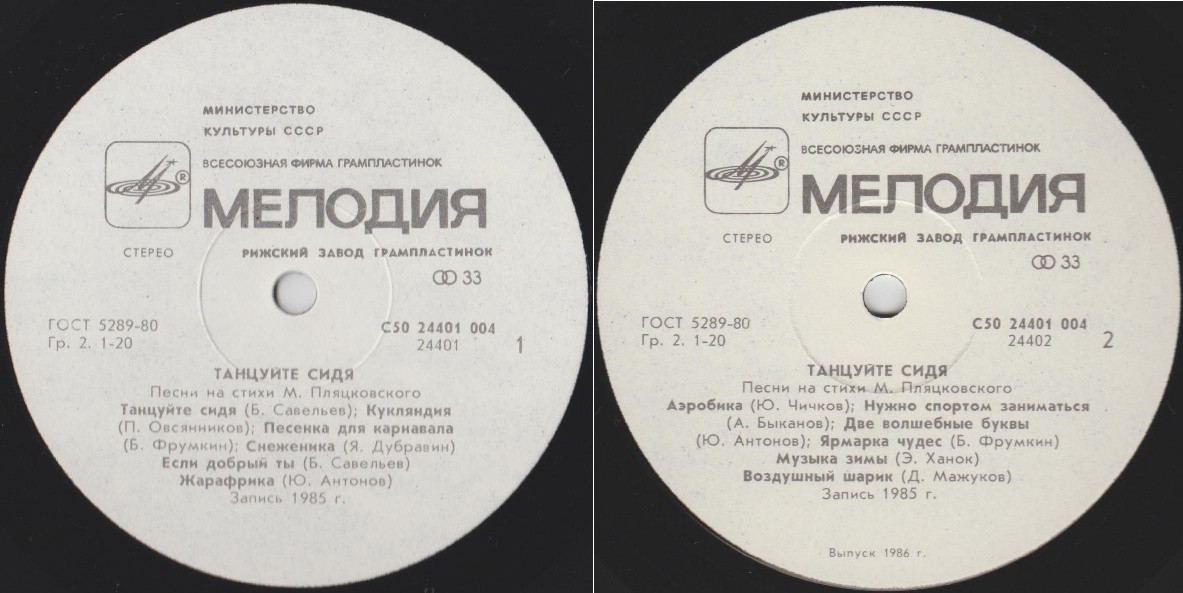 МИНИСТЕРСТВО
КУЛЬТУРЫ СССР
ВСЕСОЮЗНАЯ ФИРМА ГРАМПЛАСТИНОК
®
МЕЛОДИЯ
СТЕРЕО
РИЖСКИЙ ЗАВОД ГРАМПЛАСТИНОК
33
ГОСТ 5289-80
Гр. 2. 1-20
С50 24401 004
24401
1
ТАНЦУЙТЕ СИДЯ
Песни на стихи М. Пляцковского
Танцуйте сидя (Б. Савельев); Кукляндия
(П. Овсянников); Песенка для карнавала
(Б. Фрумкин); Снеженика (Я. Дубравин)
Если добрый ты (Б. Савельев)
Жарафрика (Ю. Антонов)
Запись 1985 г.
МИНИСТЕРСТВО
КУЛЬТУРЫ СССР
ВСЕСОЮЗНАЯ ФИРМА ГРАМПЛАСТИНОК
®
МЕЛОДИЯ
СТЕРЕО
РИЖСКИЙ ЗАВОД ГРАМПЛАСТИНОК
33
ГОСТ 5289-80
Гр. 2. 1-20
С50 24401 004
24402
2
ТАНЦУЙТЕ СИДЯ
Песни на стихи М. Пляцковского
Аэробика (Ю. Чичков); Нужно спортом заниматься
(А. Быканов); Две волшебные буквы
(Ю. Антонов); Ярмарка чудес (Б. Фрумкин)
Музыка зимы (Э. Ханок)
Воздушный шарик (Д. Мажуков)
Запись 1985 г.
Выпуск 1986 г.